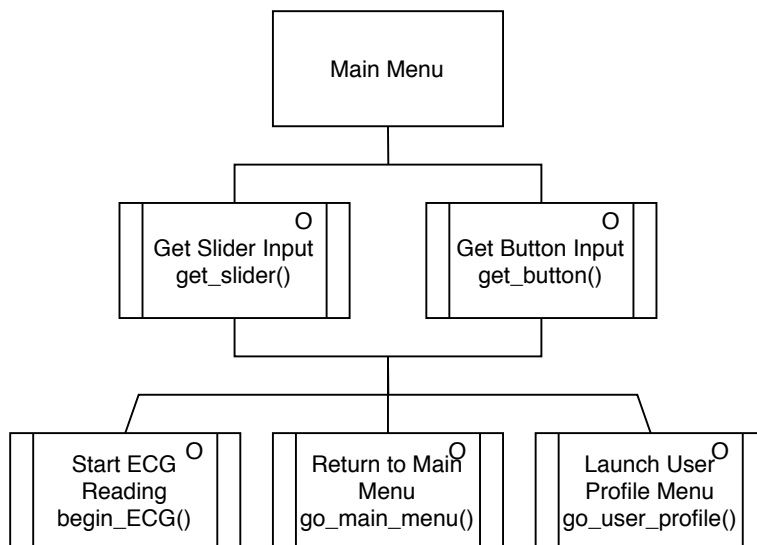 Main Menu
O
Get Slider Input
get_slider()
O
Get Button Input
get_button()
O
Start ECG
Reading
begin_ECG()
O
Return to Main
Menu
go_main_menu()
O
Launch User
Profile Menu
go_user_profile()